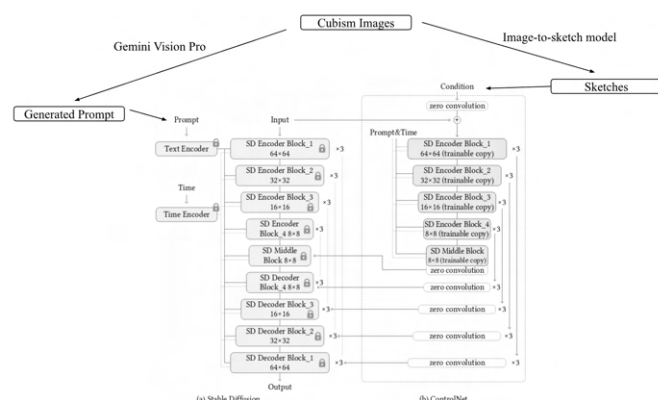 Cubism Images
Gemini Vision Pro
Image-to-sketch model
Generated Prompt
Sketches
Condition
zero convolution
Prompt
Input
+
Prompt&Time
Text Encoder
SD Encoder Block_1
64×64
×3
SD Encoder Block_1
64×64 (trainable copy)
×3
SD Encoder Block_2
32×32
×3
SD Encoder Block_2
32×32 (trainable copy)
×3
Time
Time Encoder
SD Encoder Block_3
16×16
×3
SD Encoder Block_3
16×16 (trainable copy)
×3
SD Encoder
Block_4 8×8
×3
SD Encoder Block_4
8×8 (trainable copy)
×3
SD Middle
Block 8×8
SD Middle Block
8×8 (trainable copy)
zero convolution
SD Decoder
Block_4 8×8
×3
zero convolution
×3
SD Decoder Block_3
16×16
×3
zero convolution
×3
SD Decoder Block_2
32×32
×3
zero convolution
×3
SD Decoder Block_1
64×64
×3
zero convolution
×3
Output
(a) Stable Diffusion
(b) ControlNet